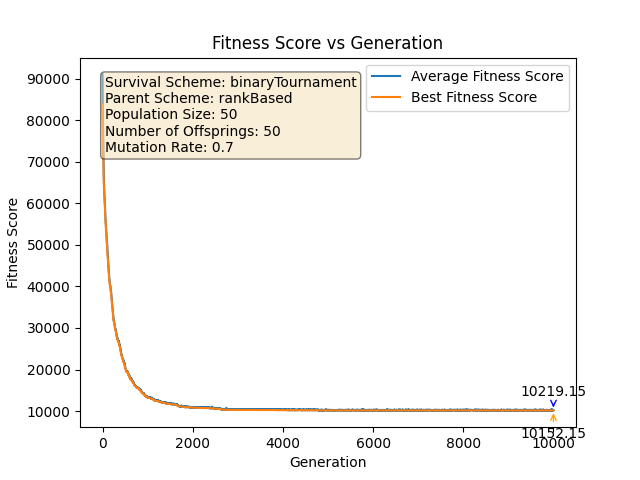 Fitness Score vs Generation
Survival Scheme: binaryTournament
Parent Scheme: rankBased
Population Size: 50
Number of Offsprings: 50
Mutation Rate: 0.7
Average Fitness Score
Best Fitness Score
Fitness Score
90000
80000
70000
60000
50000
40000
30000
20000
10000
10219.15
10152.15
0 2000 4000 6000 8000 10000
Generation